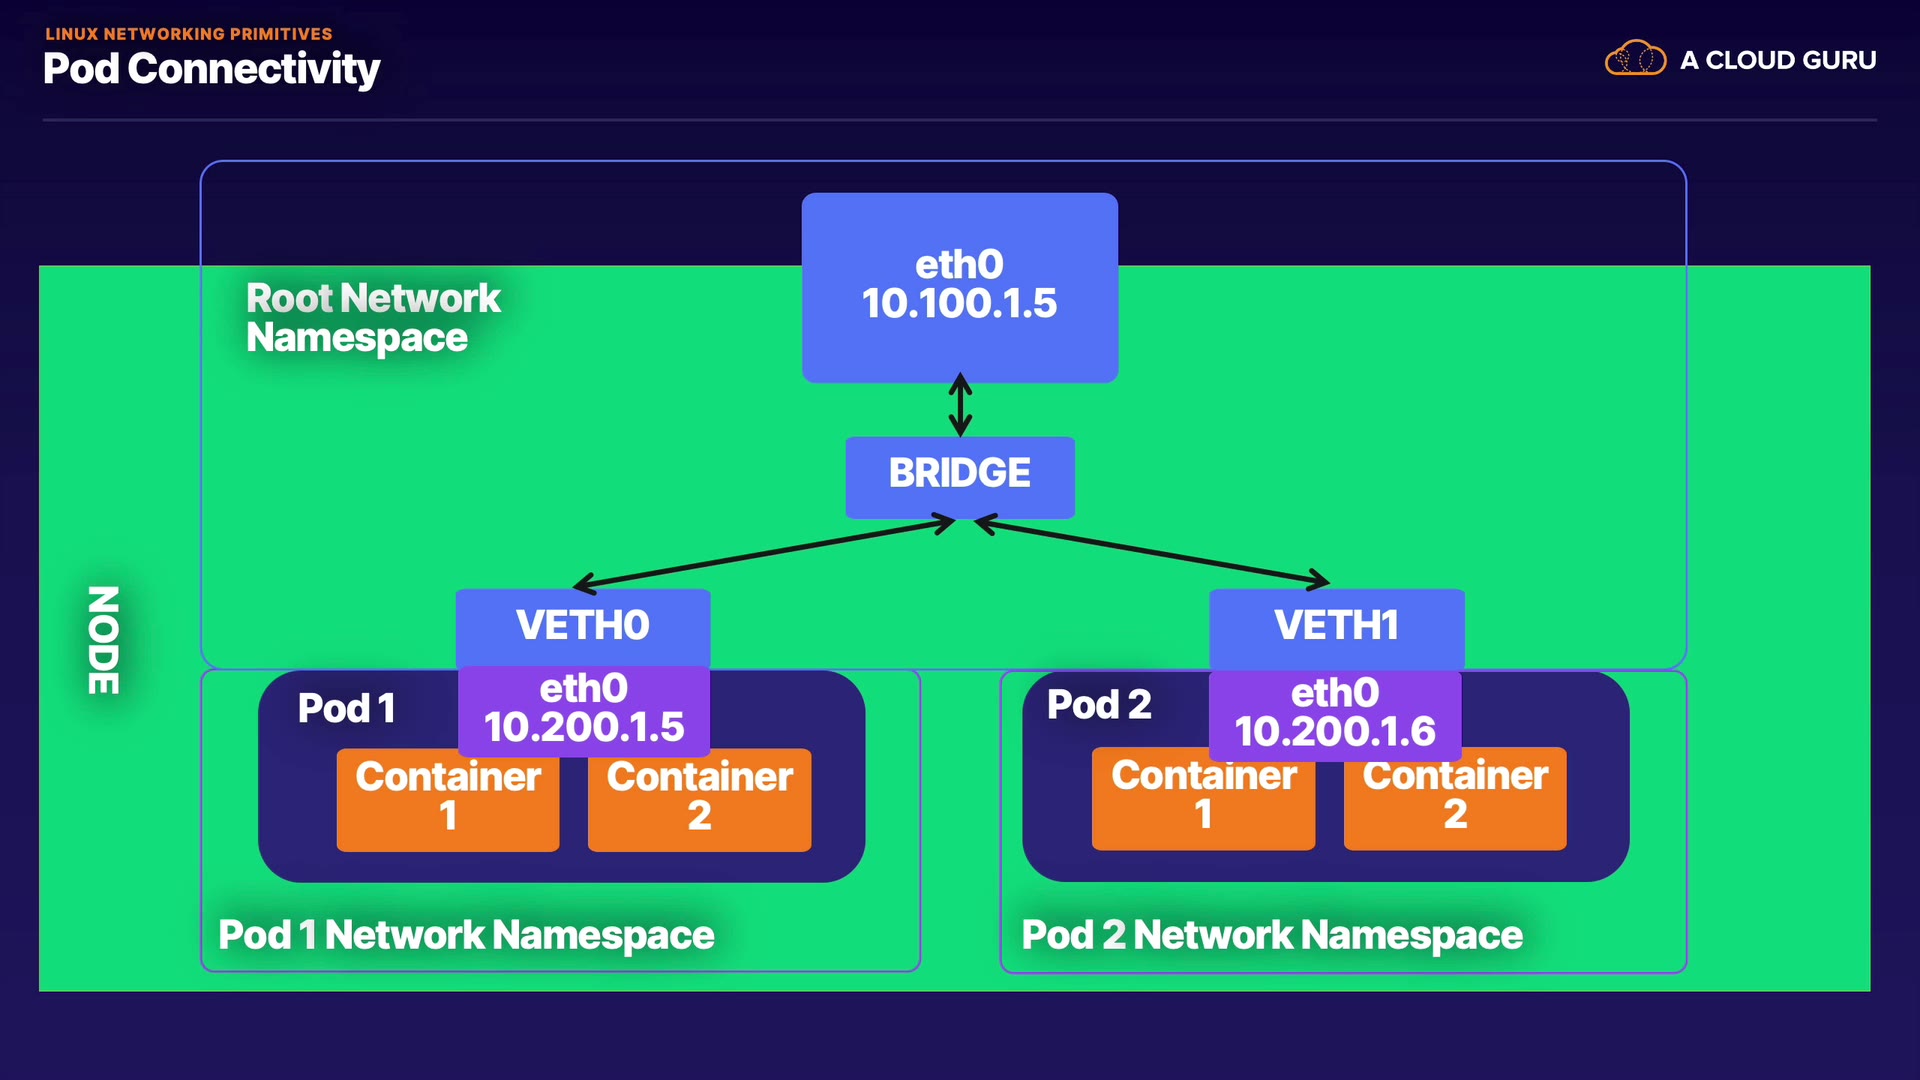 LINUX NETWORKING PRIMITIVES
Pod Connectivity
A CLOUD GURU
eth0
10.100.1.5
Root Network
Namespace
BRIDGE
NODE
VETH0
VETH1
Pod 1
eth0
10.200.1.5
Container
1
Container
2
Pod 2
eth0
10.200.1.6
Container
1
Container
2
Pod 1 Network Namespace
Pod 2 Network Namespace